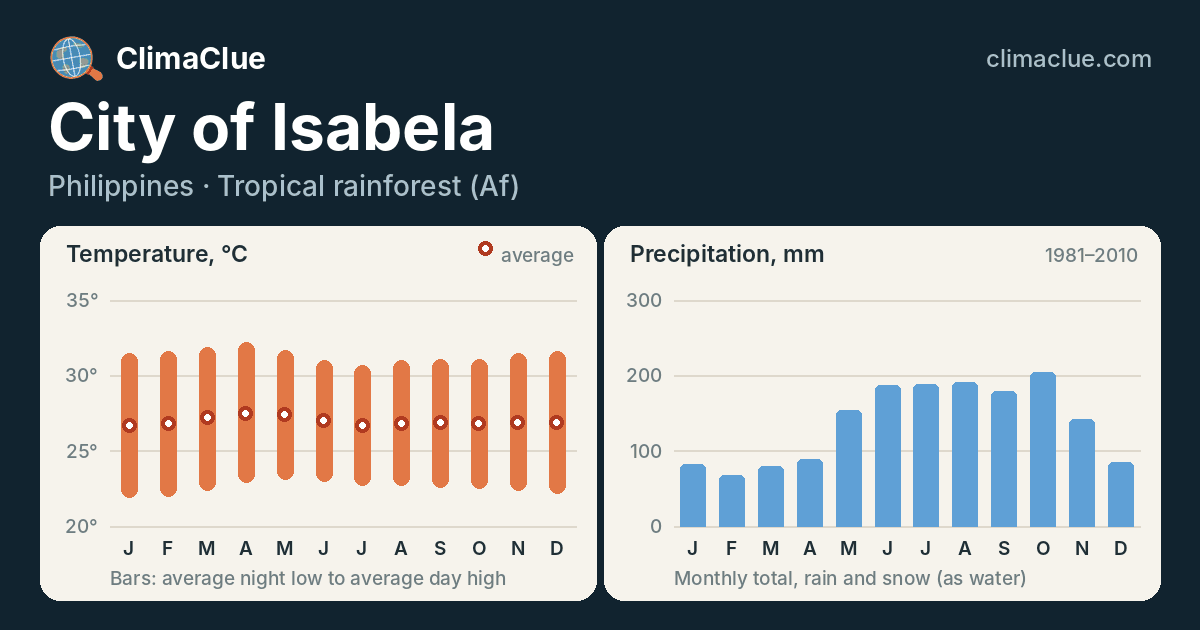 ClimaClue
climaclue.com
City of Isabela
Philippines · Tropical rainforest (Af)
Temperature, °C
average
35°
30°
25°
20°
J F M A M J J A S O N D
Bars: average night low to average day high
Precipitation, mm
1981–2010
300
200
100
0
J F M A M J J A S O N D
Monthly total, rain and snow (as water)